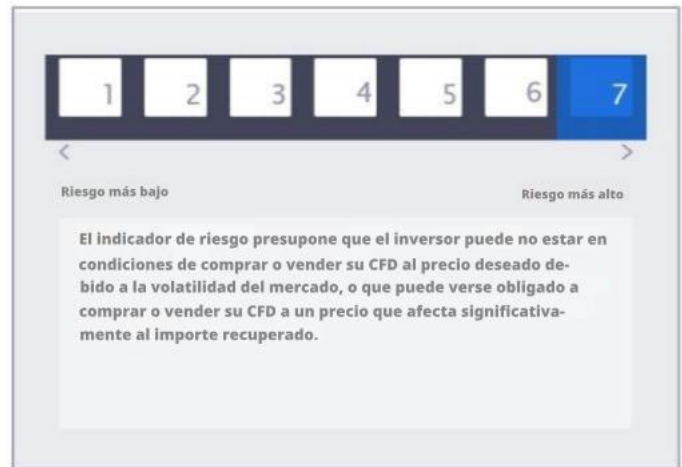 1 2 3 4 5 6 7
< >
Riesgo más bajo Riesgo más alto
El indicador de riesgo presupone que el inversor puede no estar en
condiciones de comprar o vender su CFD al precio deseado de-
bido a la volatilidad del mercado, o que puede verse obligado a
comprar o vender su CFD a un precio que afecta significativa-
mente al importe recuperado.